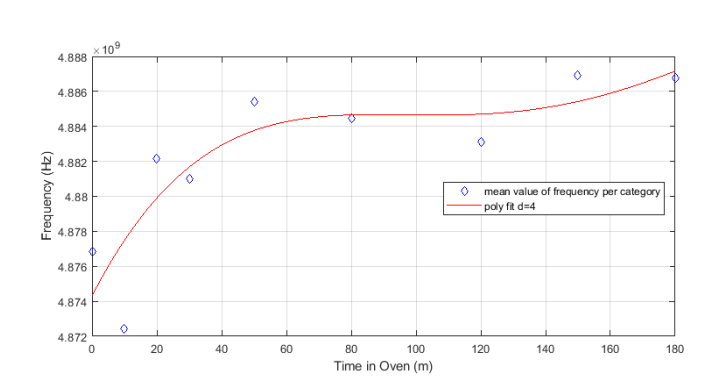 × 10⁹
4.888
4.886
4.884
4.882
4.88
4.878
4.876
4.874
4.872
Frequency (Hz)
mean value of frequency per category
poly fit d=4
0 20 40 60 80 100 120 140 160 180
Time in Oven (m)